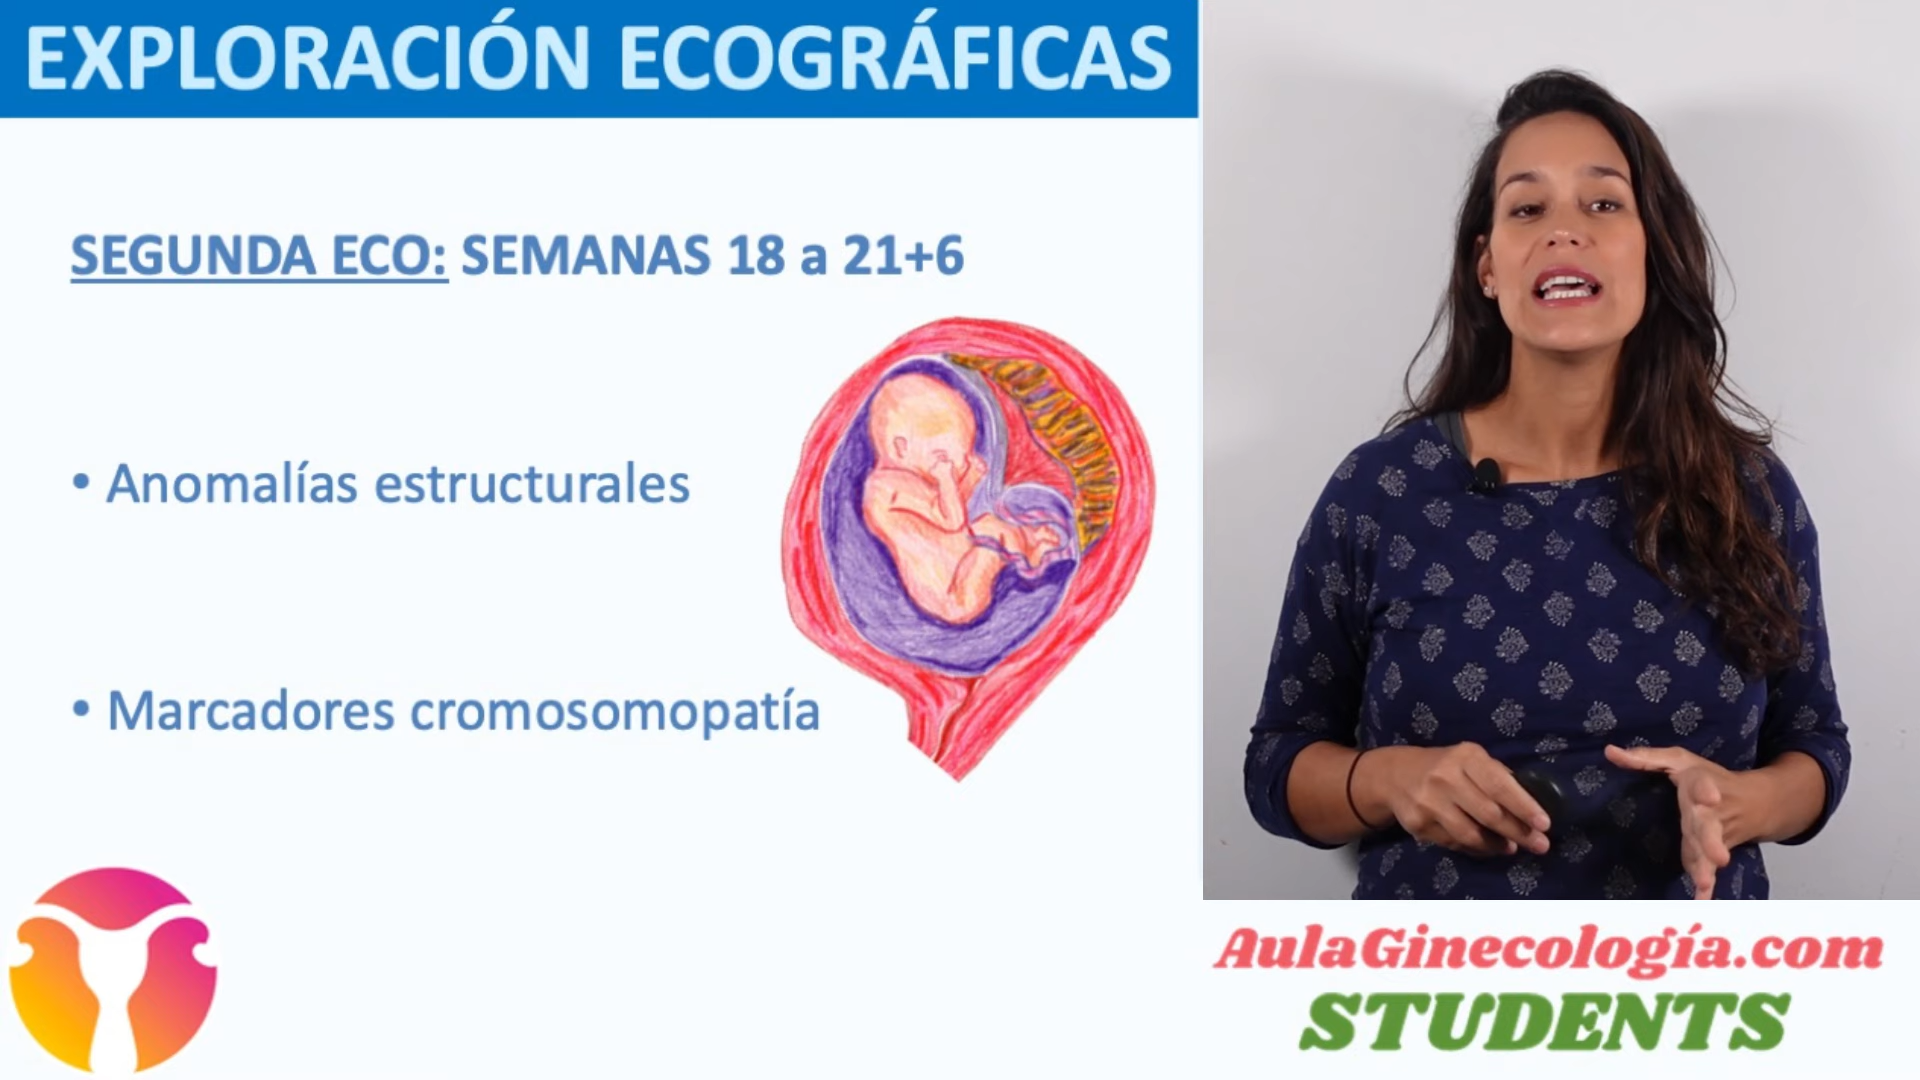 EXPLORACIÓN ECOGRÁFICAS
SEGUNDA ECO: SEMANAS 18 a 21+6
• Anomalías estructurales
• Marcadores cromosomopatía
AulaGinecología.com
STUDENTS